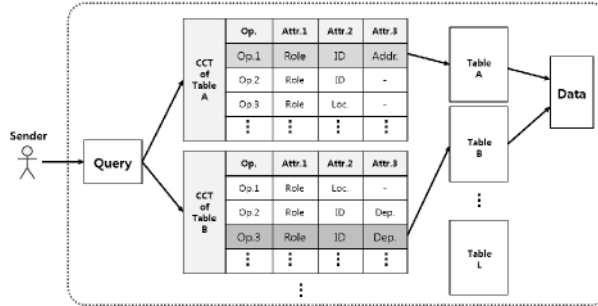 Sender
Query
CCT of Table A
Op. Attr.1 Attr.2 Attr.3
Op.1 Role ID Addr.
Op.2 Role ID -
Op.3 Role Loc. -
CCT of Table B
Op. Attr.1 Attr.2 Attr.3
Op.1 Role Loc. -
Op.2 Role ID Dep.
Op.3 Role ID Dep.
Table A
Table B
Table L
Data